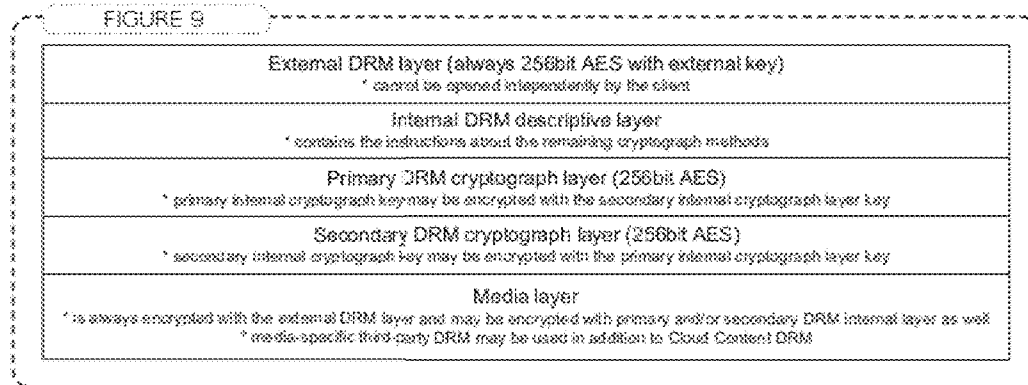 FIGURE 9
External DRM layer (always 256bit AES with external key)
* cannot be opened independently by the client
Internal DRM descriptive layer
* contains the instructions about the remaining cryptograph methods
Primary DRM cryptograph layer (256bit AES)
* primary internal cryptograph key may be encrypted with the secondary internal cryptograph layer key
Secondary DRM cryptograph layer (256bit AES)
* secondary internal cryptograph key may be encrypted with the primary internal cryptograph layer key
Media layer
* is always encrypted with the external DRM layer and may be encrypted with primary and/or secondary DRM internal layer as well
* media-specific third-party DRM may be used in addition to Cloud Content DRM